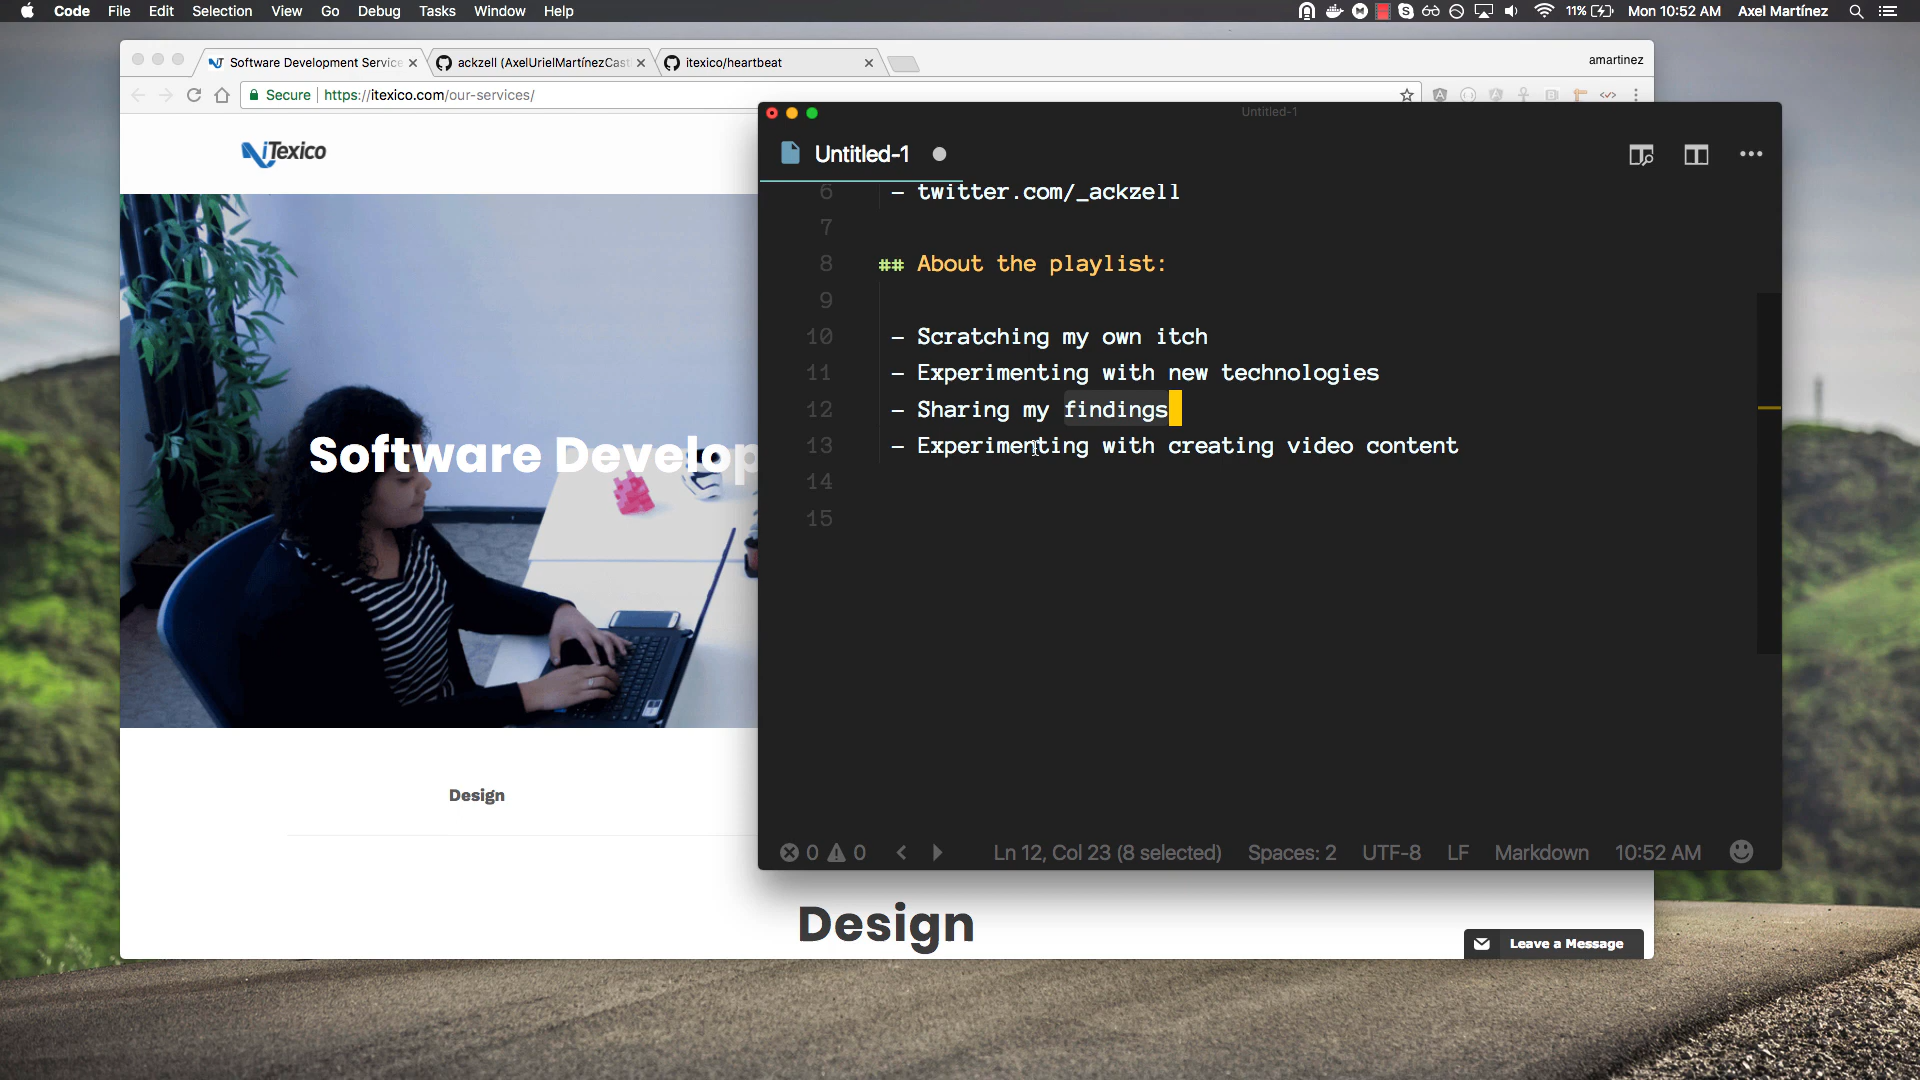 Code File Edit Selection View Go Debug Tasks Window Help
11% Mon 10:52 AM Axel Martínez
Software Development Service
ackzell (AxelUrielMartínezCast
itexico/heartbeat
amartinez
Secure https://itexico.com/our-services/
iTexico
Software Develop
Design
Design
Leave a Message
Untitled-1
Untitled-1
6 - twitter.com/_ackzell
7
8 ## About the playlist:
9
10 - Scratching my own itch
11 - Experimenting with new technologies
12 - Sharing my findings
13 - Experimenting with creating video content
14
15
0 0 Ln 12, Col 23 (8 selected) Spaces: 2 UTF-8 LF Markdown 10:52 AM